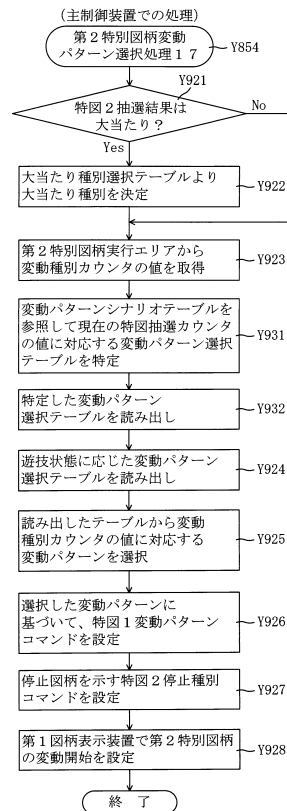 (主制御装置での処理)
第2特別図柄変動
パターン選択処理17
Y854
Y921
特図2抽選結果は
大当たり?
No
Yes
大当たり種別選択テーブルより
大当たり種別を決定
Y922
第2特別図柄実行エリアから
変動種別カウンタの値を取得
Y923
変動パターンシナリオテーブルを
参照して現在の特図抽選カウンタ
の値に対応する変動パターン選択
テーブルを特定
Y931
特定した変動パターン
選択テーブルを読み出し
Y932
遊技状態に応じた変動パターン
選択テーブルを読み出し
Y924
読み出したテーブルから変動
種別カウンタの値に対応する
変動パターンを選択
Y925
選択した変動パターンに
基づいて、特図1変動パターン
コマンドを設定
Y926
停止図柄を示す特図2停止種別
コマンドを設定
Y927
第1図柄表示装置で第2特別図柄
の変動開始を設定
Y928
終 了